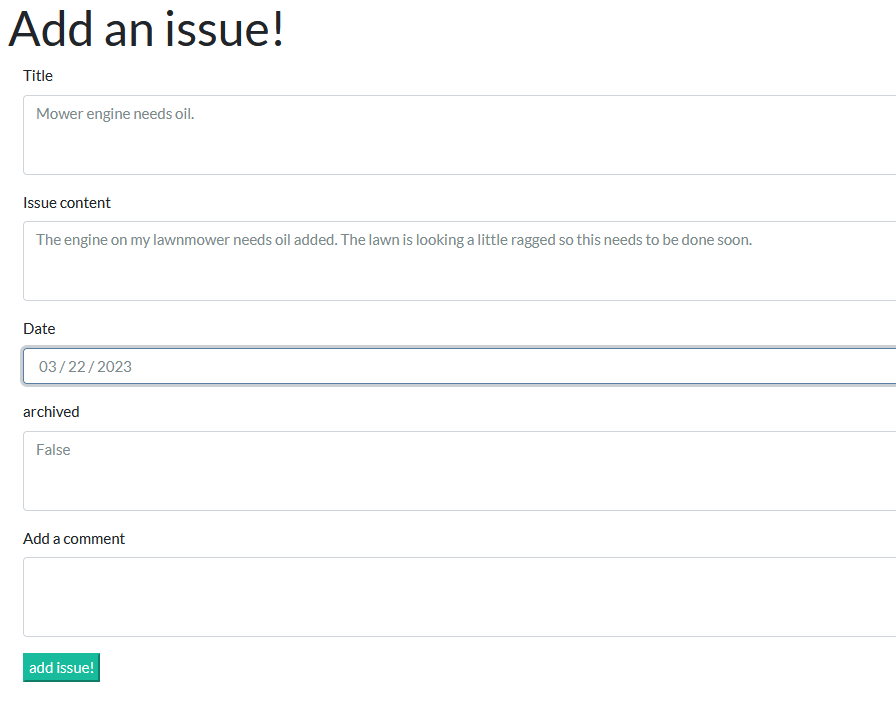 Add an issue!
Title
Mower engine needs oil.
Issue content
The engine on my lawnmower needs oil added. The lawn is looking a little ragged so this needs to be done soon.
Date
03 / 22 / 2023
archived
False
Add a comment
add issue!